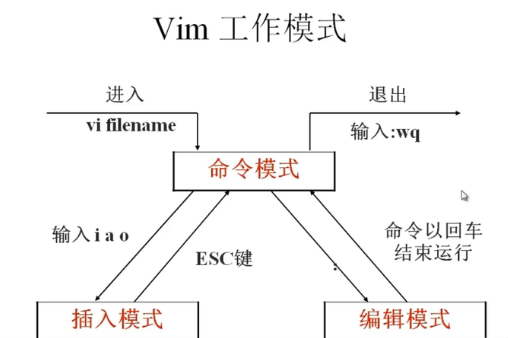 Vim 工作模式
进入
退出
vi filename
输入:wq
命令模式
输入 i a o
ESC键
:
命令以回车
结束运行
插入模式
编辑模式